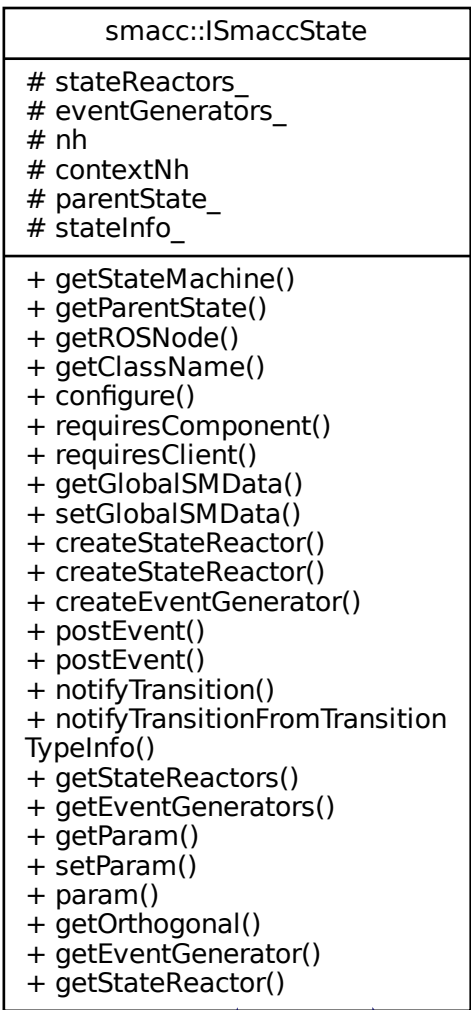 smacc::ISmaccState
# stateReactors_
# eventGenerators_
# nh
# contextNh
# parentState_
# stateInfo_
+ getStateMachine()
+ getParentState()
+ getROSNode()
+ getClassName()
+ configure()
+ requiresComponent()
+ requiresClient()
+ getGlobalSMData()
+ setGlobalSMData()
+ createStateReactor()
+ createStateReactor()
+ createEventGenerator()
+ postEvent()
+ postEvent()
+ notifyTransition()
+ notifyTransitionFromTransition
TypeInfo()
+ getStateReactors()
+ getEventGenerators()
+ getParam()
+ setParam()
+ param()
+ getOrthogonal()
+ getEventGenerator()
+ getStateReactor()